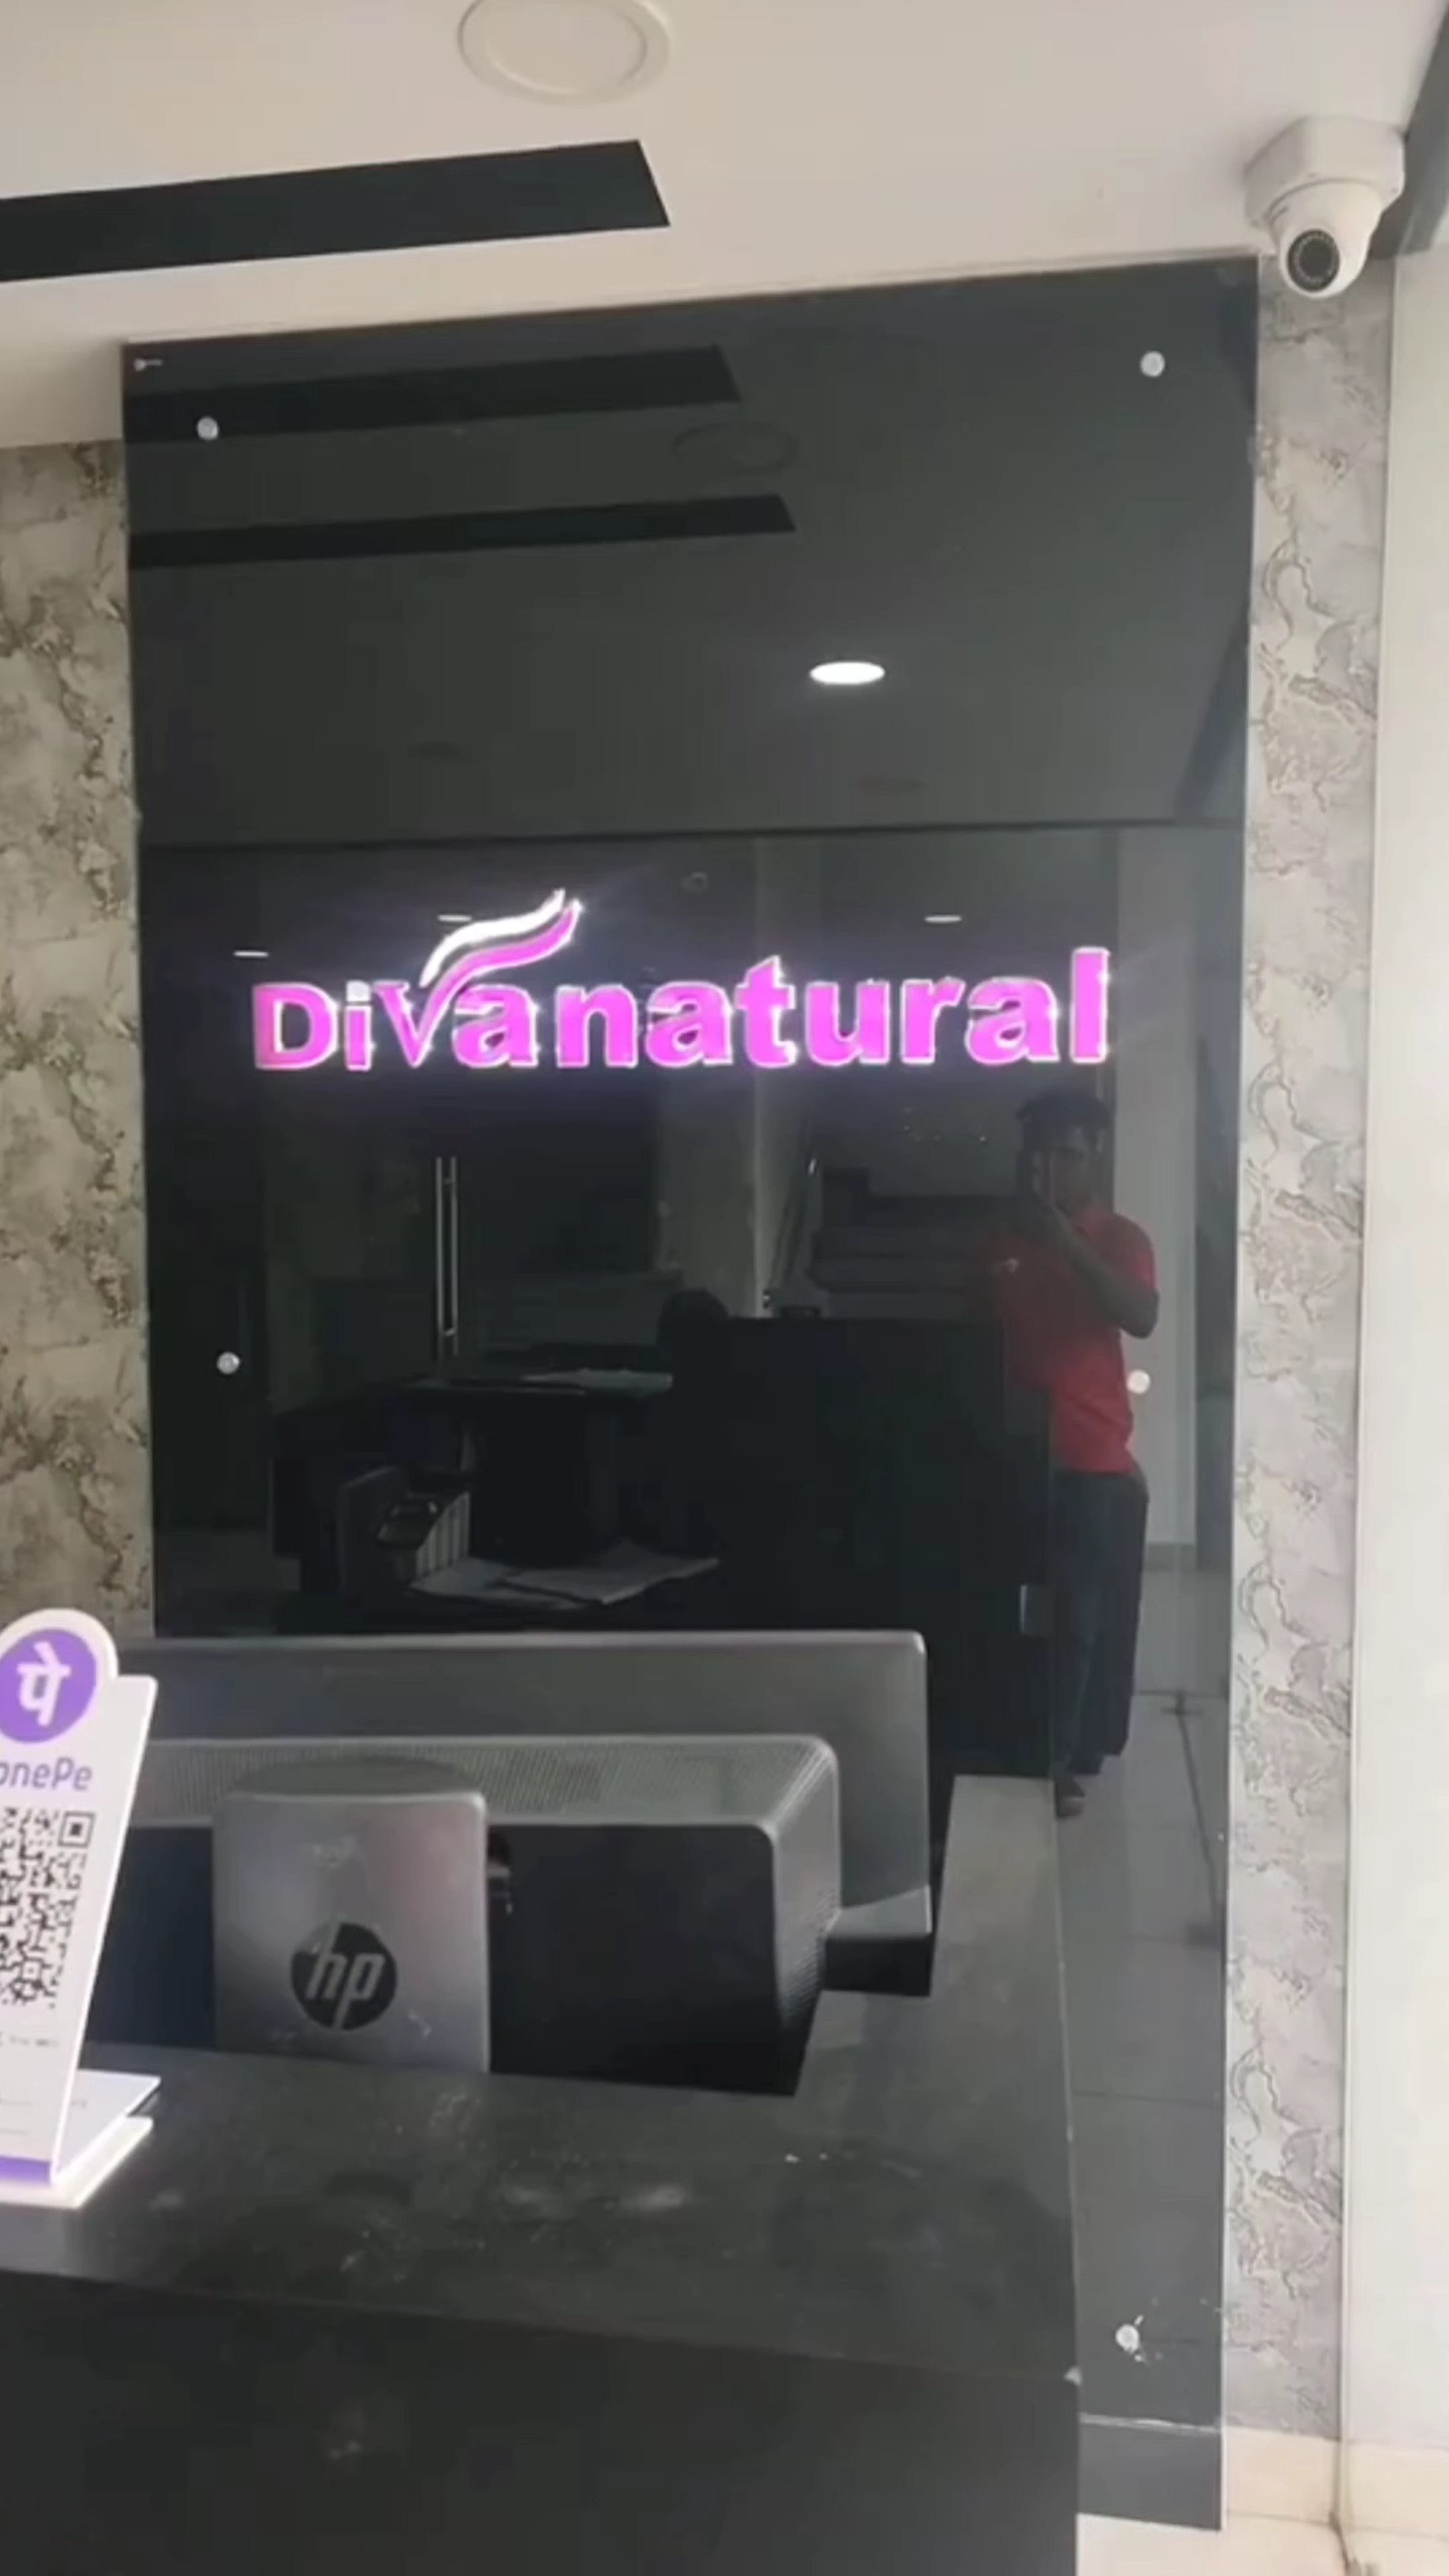 Divanatural
पे
onePe
hp